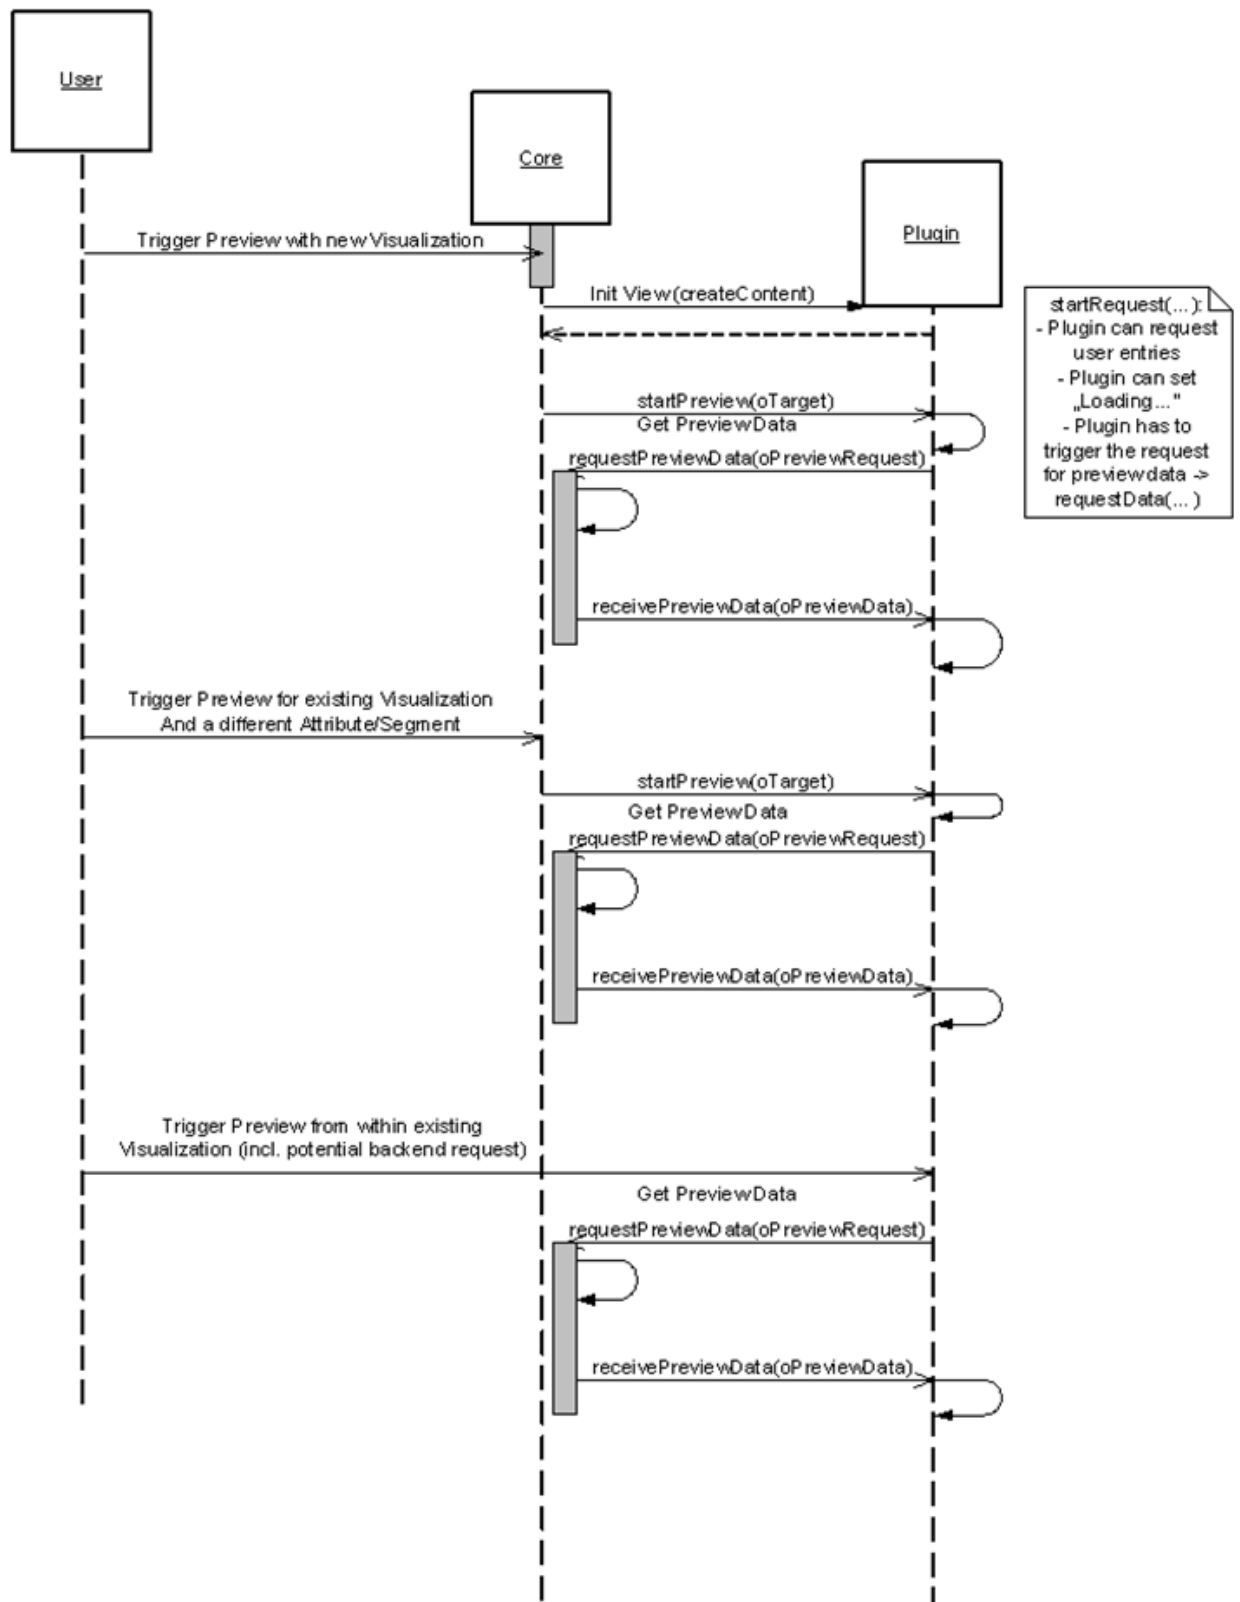 User
Core
Plugin
Trigger Preview with new Visualization
Init View(createContent)
startRequest(...):
- Plugin can request
user entries
- Plugin can set
„Loading..."
- Plugin has to
trigger the request
for previewdata ->
requestData(...)
startPreview(oTarget)
Get PreviewData
requestPreviewData(oPreviewRequest)
receivePreviewData(oPreviewData)
Trigger Preview for existing Visualization
And a different Attribute/Segment
startPreview(oTarget)
Get PreviewData
requestPreviewData(oPreviewRequest)
receivePreviewData(oPreviewData)
Trigger Preview from within existing
Visualization (incl. potential backend request)
Get PreviewData
requestPreviewData(oPreviewRequest)
receivePreviewData(oPreviewData)